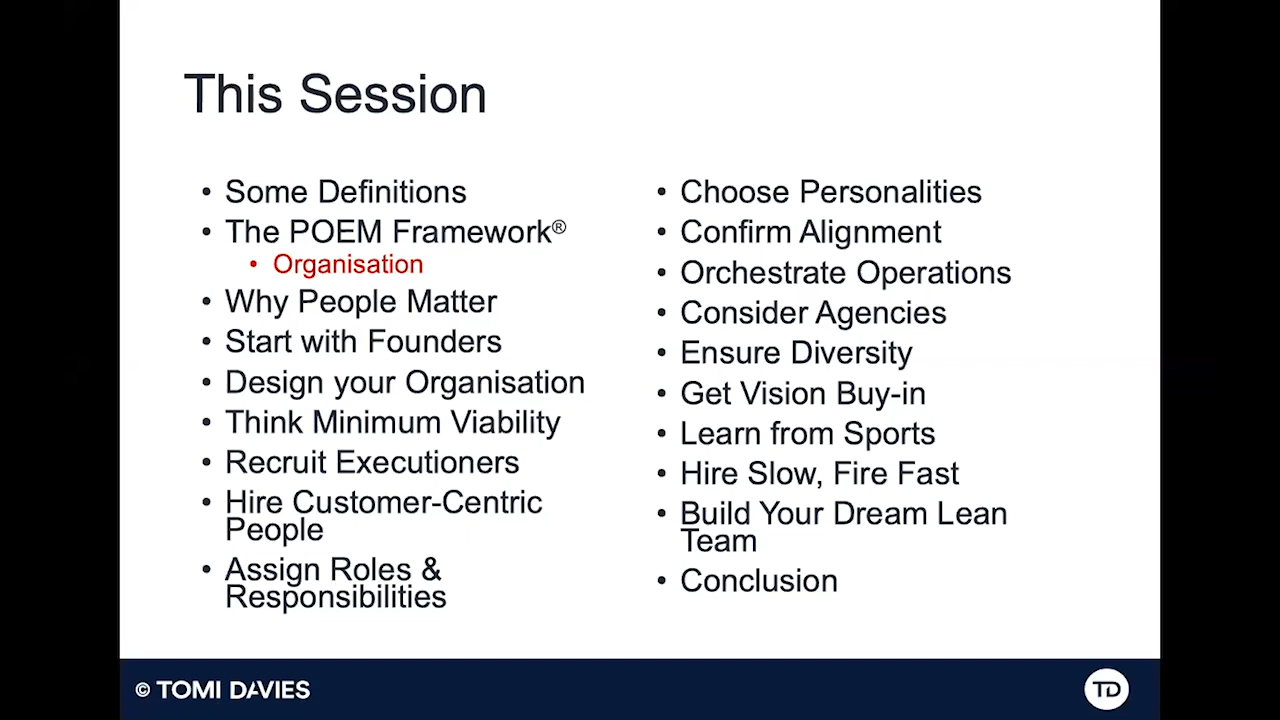 This Session
• Some Definitions
• The POEM Framework®
• Organisation
• Why People Matter
• Start with Founders
• Design your Organisation
• Think Minimum Viability
• Recruit Executioners
• Hire Customer-Centric
People
• Assign Roles &
Responsibilities
• Choose Personalities
• Confirm Alignment
• Orchestrate Operations
• Consider Agencies
• Ensure Diversity
• Get Vision Buy-in
• Learn from Sports
• Hire Slow, Fire Fast
• Build Your Dream Lean
Team
• Conclusion
© TOMI DAVIES
TD